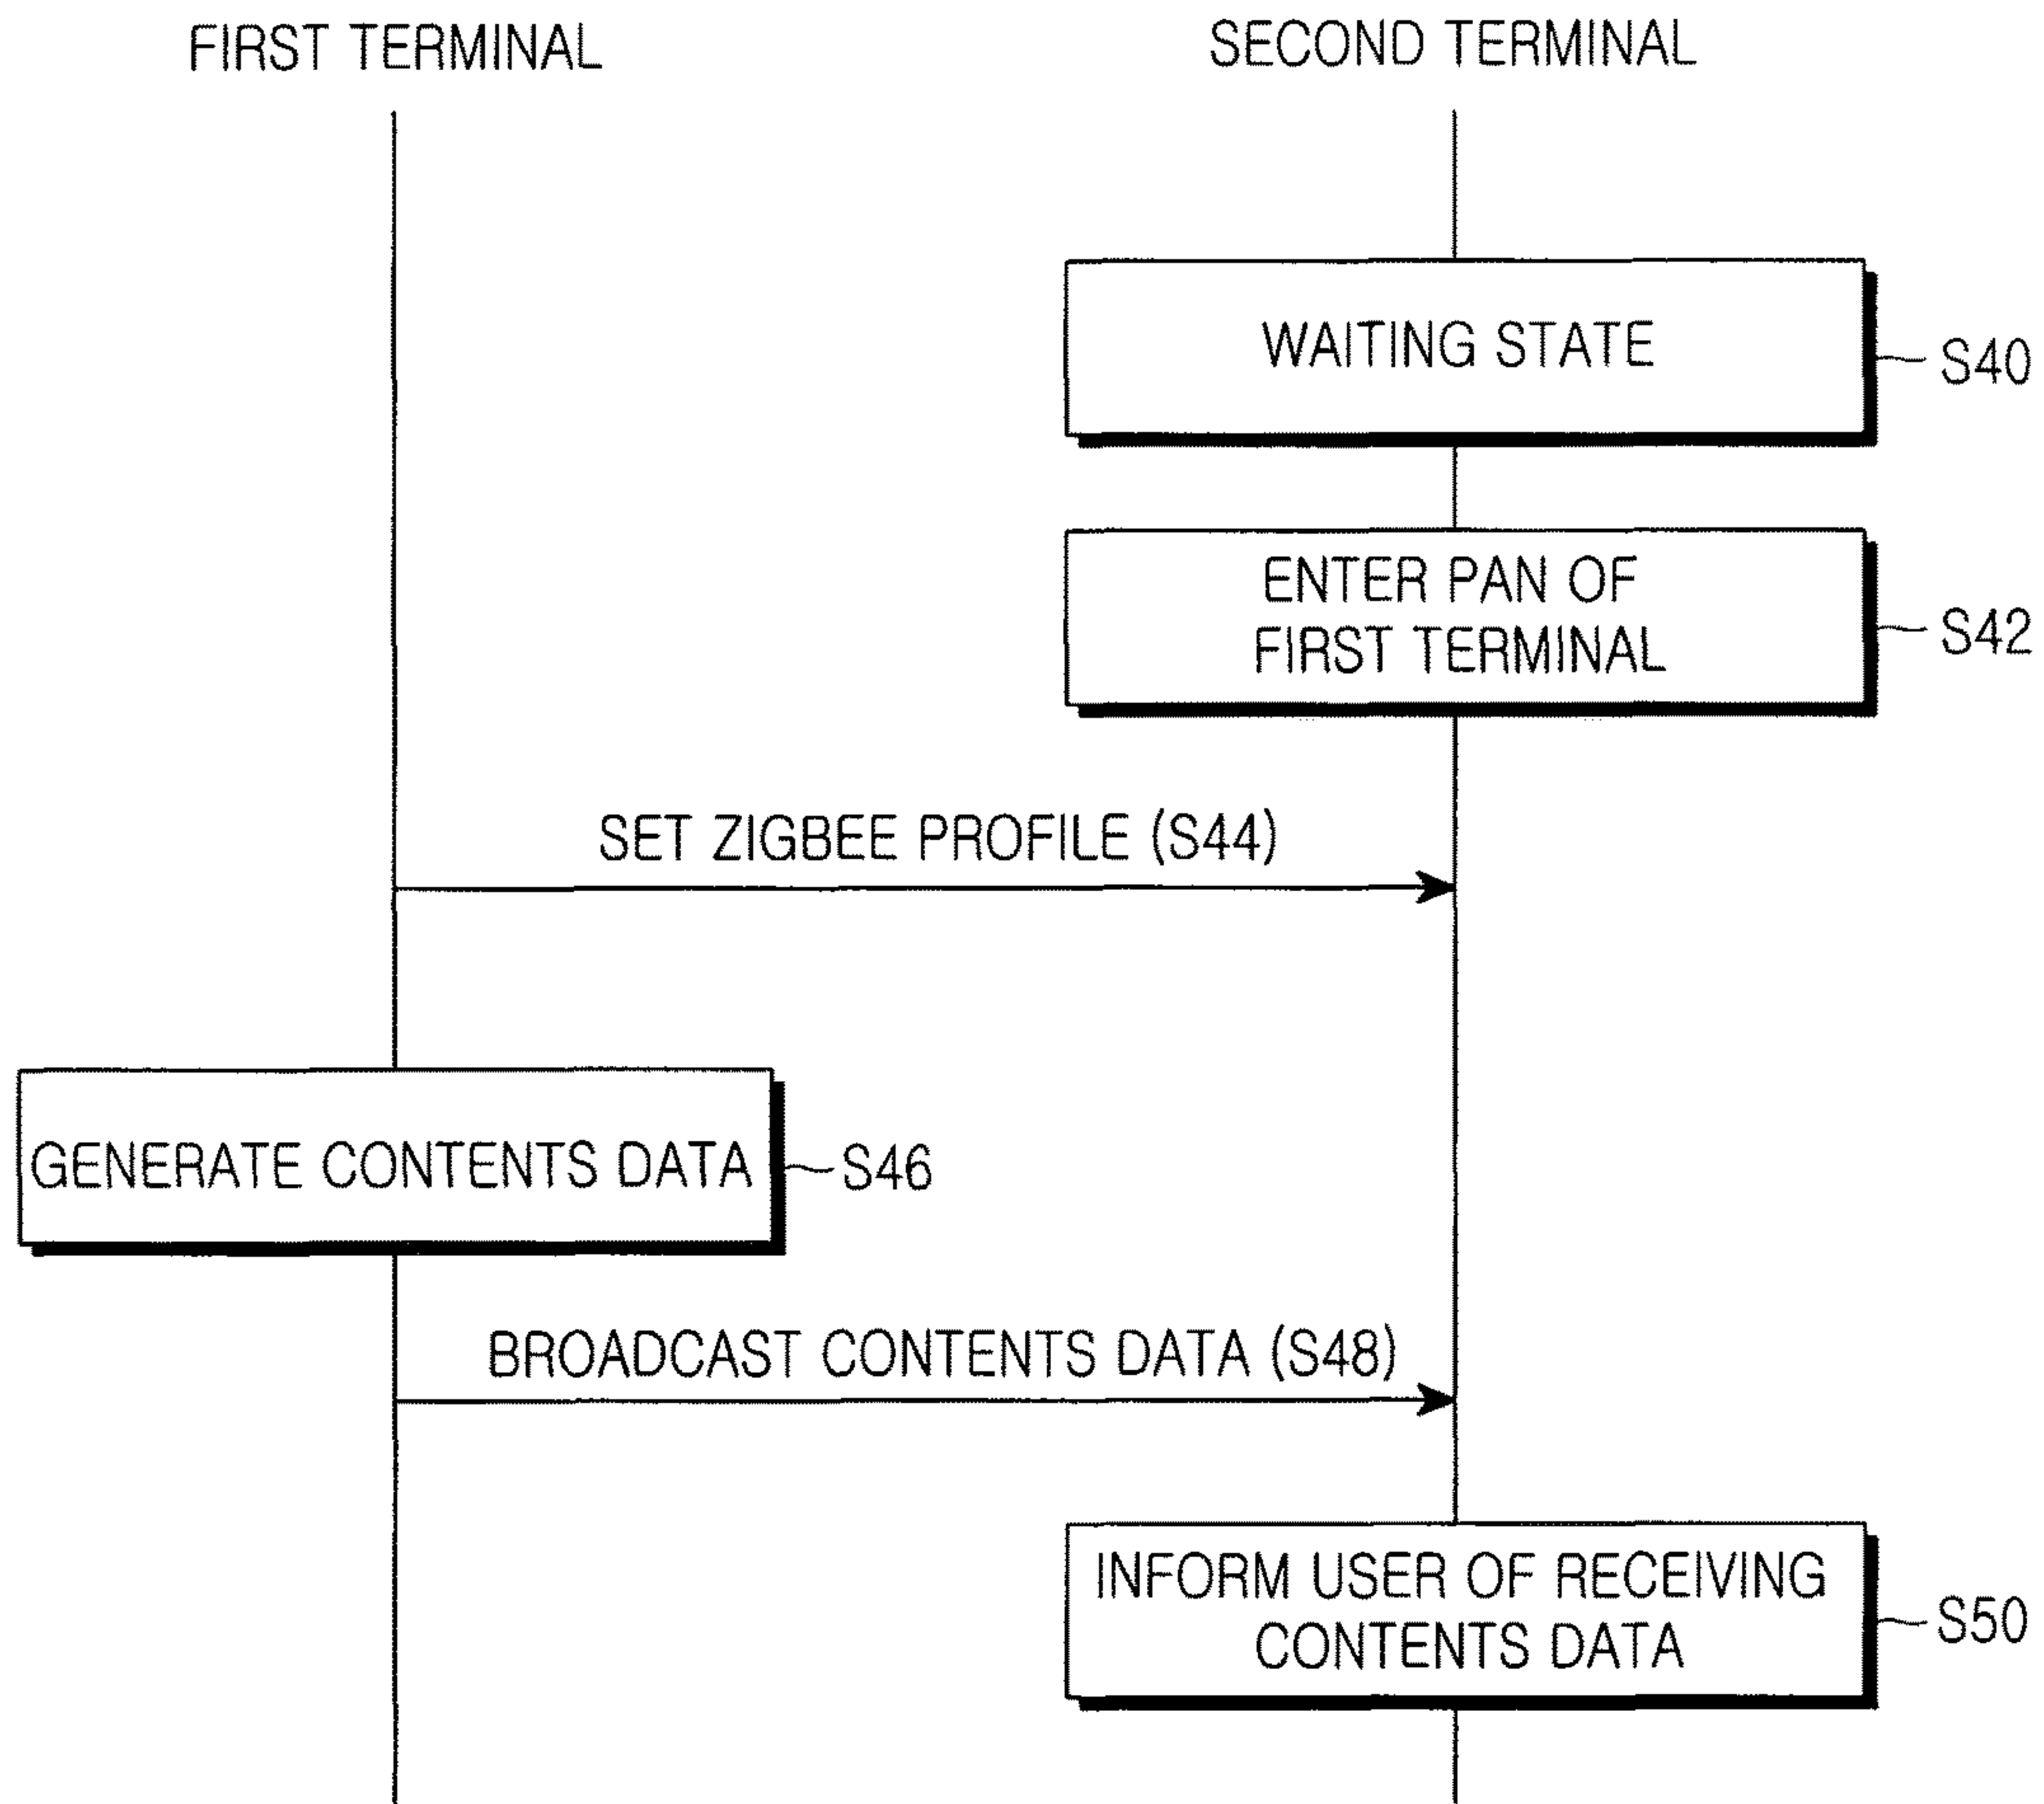 FIRST TERMINAL
SECOND TERMINAL
WAITING STATE
S40
ENTER PAN OF
FIRST TERMINAL
S42
SET ZIGBEE PROFILE (S44)
GENERATE CONTENTS DATA
S46
BROADCAST CONTENTS DATA (S48)
INFORM USER OF RECEIVING
CONTENTS DATA
S50